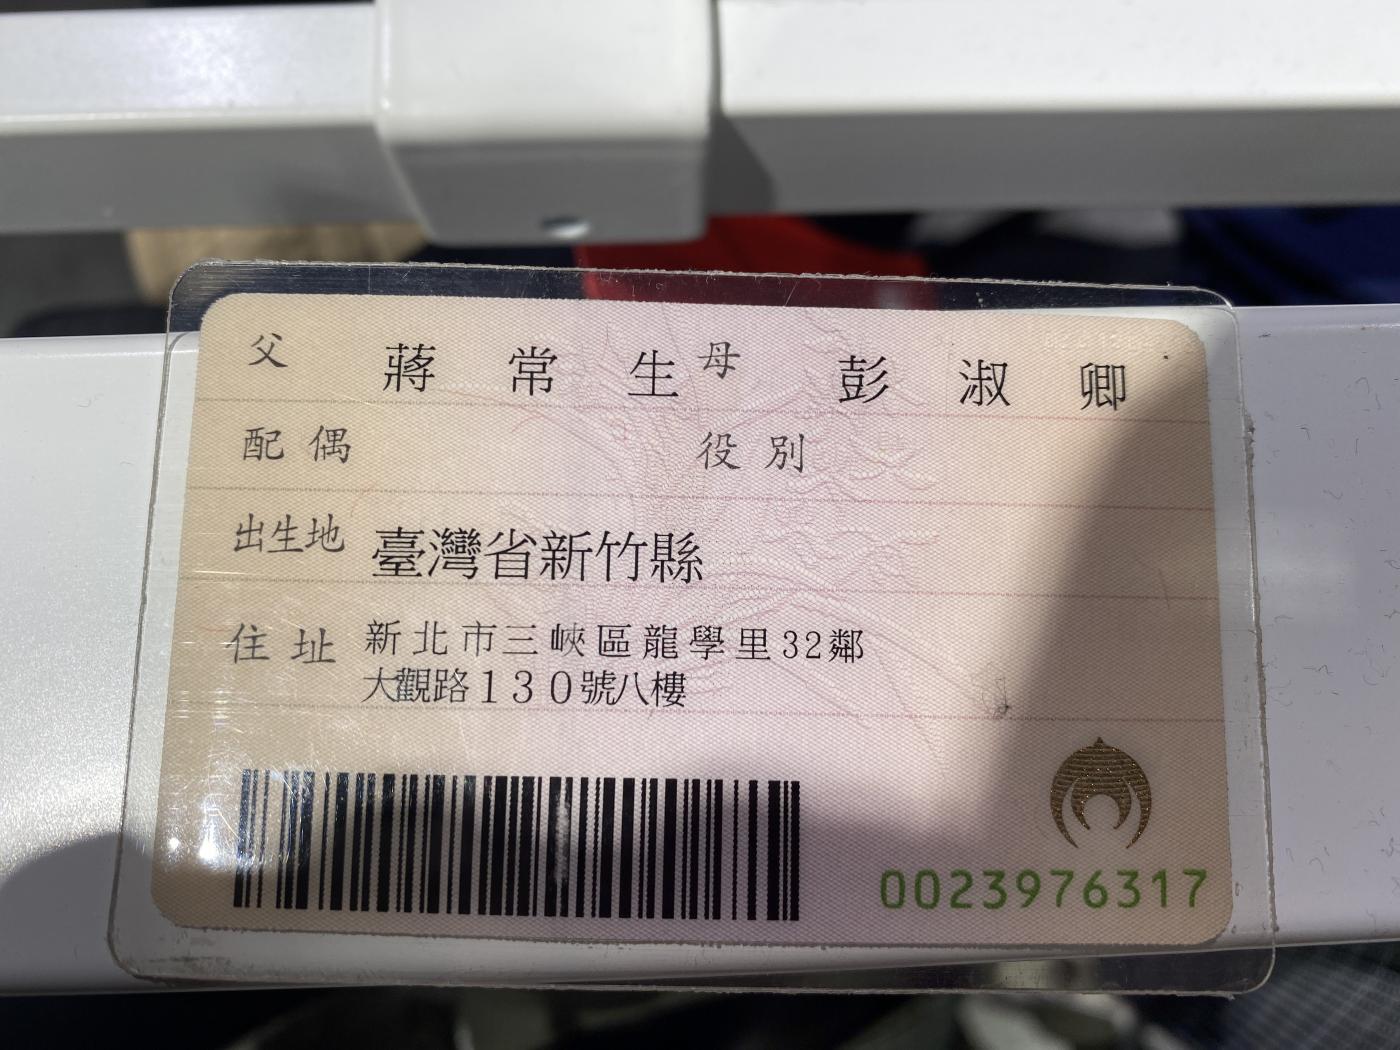 父 蔣常生 母 彭淑卿
配偶 役別
出生地 臺灣省新竹縣
住址 新北市三峽區龍學里32鄰
大觀路130號八樓
0023976317